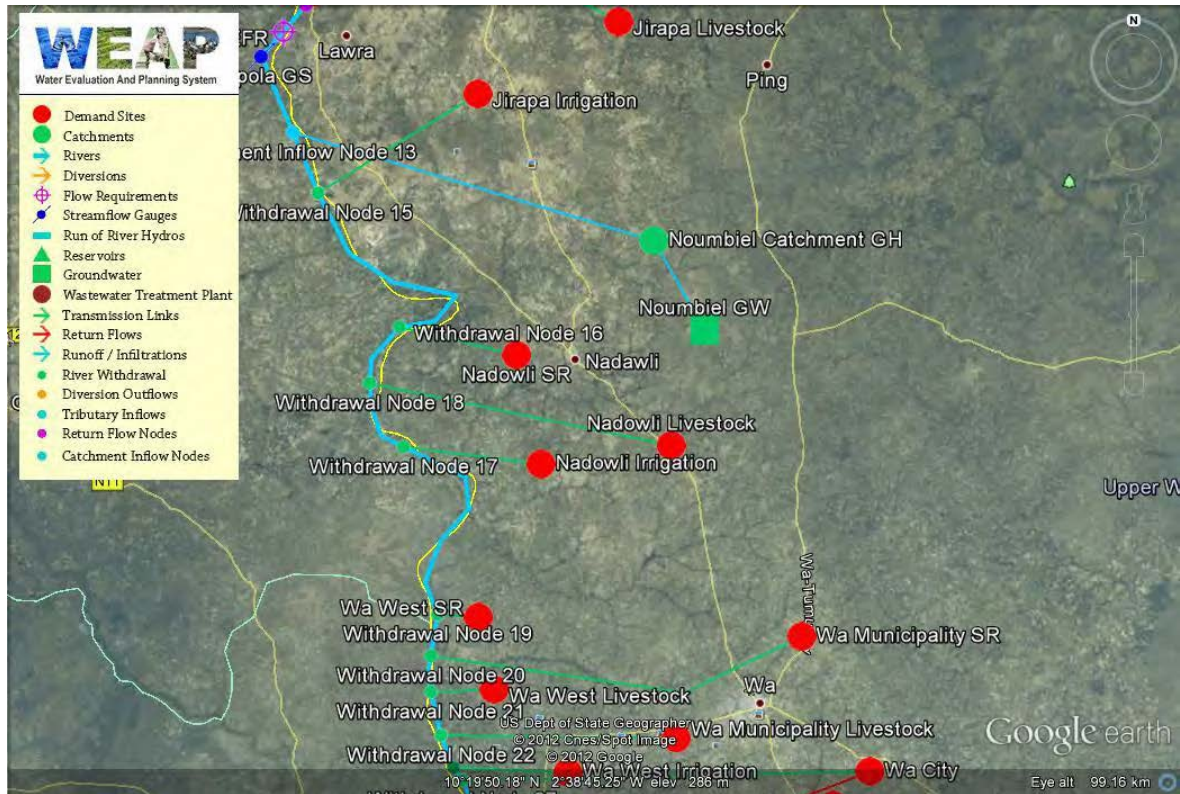 WEAP
Water Evaluation And Planning System
Demand Sites
Catchments
Rivers
Diversions
Flow Requirements
Streamflow Gauges
Run of River Hydros
Reservoirs
Groundwater
Wastewater Treatment Plant
Transmission Links
Return Flows
Runoff / Infiltrations
River Withdrawal
Diversion Outflows
Tributary Inflows
Return Flow Nodes
Catchment Inflow Nodes
N
Jirapa Livestock
EFR
Lawra
pola GS
Ping
Jirapa Irrigation
ment Inflow Node 13
Withdrawal Node 15
Noumbiel Catchment GH
Noumbiel GW
Withdrawal Node 16
Nadowli SR
Nadawli
Withdrawal Node 18
Nadowli Livestock
Withdrawal Node 17
Nadowli Irrigation
N11
Upper W
Wa-Tumu
Wa West SR
Withdrawal Node 19
Wa Municipality SR
Withdrawal Node 20
Wa
Wa West Livestock
Withdrawal Node 21
US Dept of State Geographer
Wa Municipality Livestock
© 2012 Cnes/Spot Image
Google earth
Withdrawal Node 22
© 2012 Google
Wa West Irrigation
Wa City
10°19'50.18" N 2°38'45.25" W elev 286 m
Eye alt 99.16 km